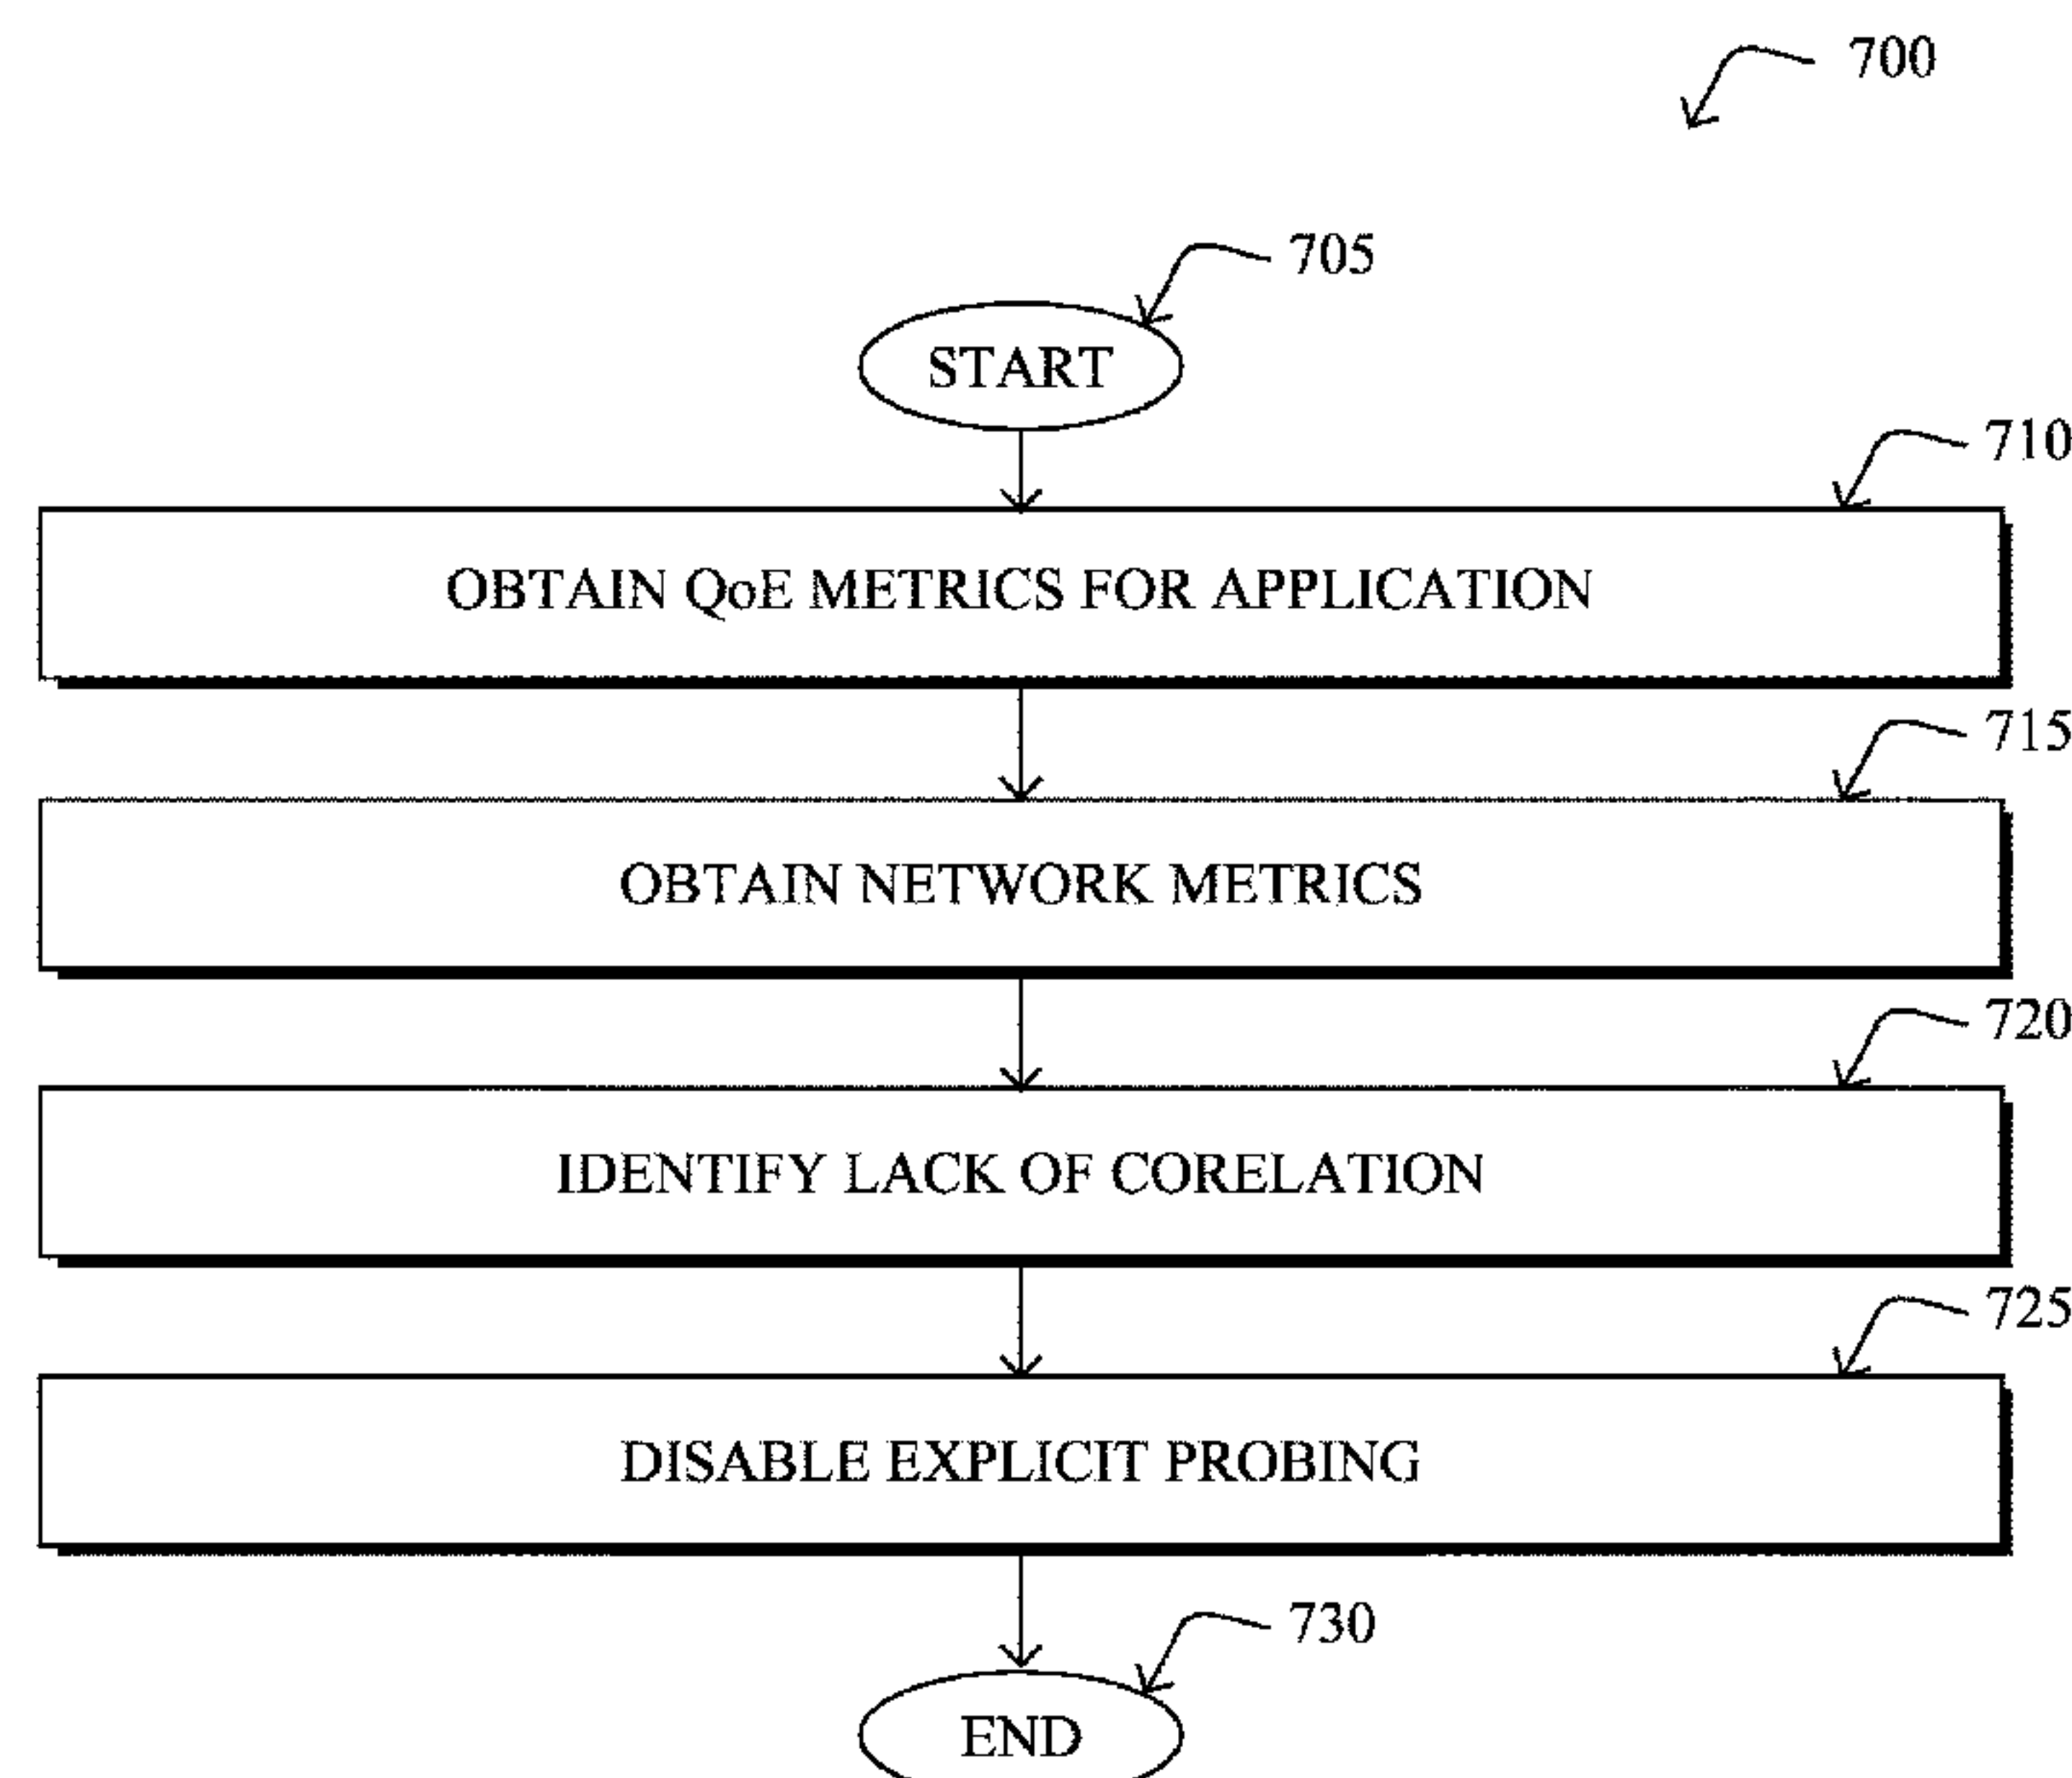 700
705
START
710
OBTAIN QoE METRICS FOR APPLICATION
715
OBTAIN NETWORK METRICS
720
IDENTIFY LACK OF CORELATION
725
DISABLE EXPLICIT PROBING
730
END